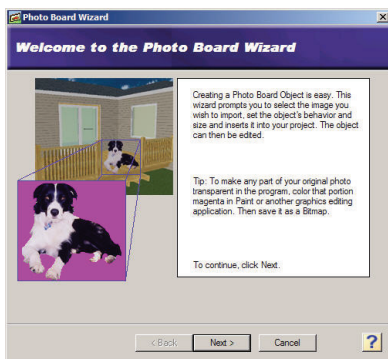 Photo Board Wizard
Welcome to the Photo Board Wizard
Creating a Photo Board Object is easy. This
wizard prompts you to select the image you
wish to import, set the object's behavior and
size and inserts it into your project. The object
can then be edited.
Tip: To make any part of your original photo
transparent in the program, color that portion
magenta in Paint or another graphics editing
application. Then save it as a Bitmap.
To continue, click Next.
< Back
Next >
Cancel
?